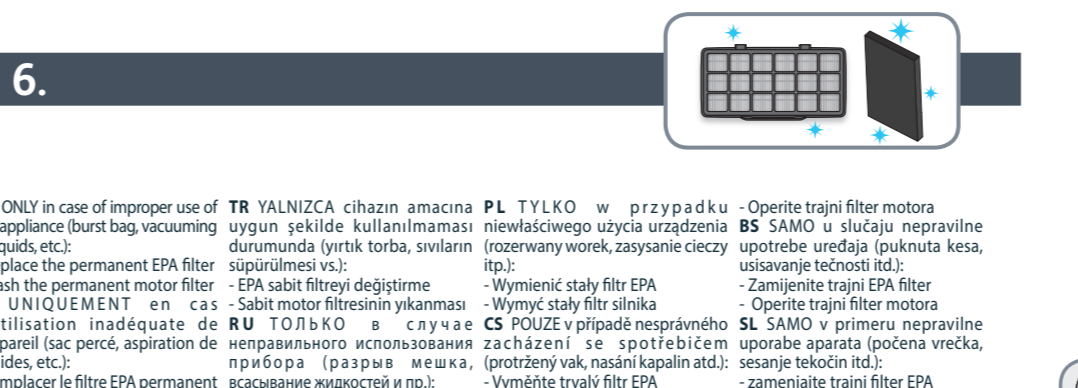 6.
ONLY in case of improper use of
appliance (burst bag, vacuuming
quids, etc.):
place the permanent EPA filter
ash the permanent motor filter
UNIQUEMENT en cas
tilisation inadéquate de
pareil (sac percé, aspiration de
ides, etc.):
mplacer le filtre EPA permanent
TR YALNIZCA cihazın amacına
uygun şekilde kullanılmaması
durumunda (yırtık torba, sıvıların
süpürülmesi vs.):
- EPA sabit filtreyi değiştirme
- Sabit motor filtresinin yıkanması
RU ТОЛЬКО в случае
неправильного использования
прибора (разрыв мешка,
всасывание жидкостей и пр.):
PL TYLKO w przypadku
niewłaściwego użycia urządzenia
(rozerwany worek, zasysanie cieczy
itp.):
- Wymienić stały filtr EPA
- Wymyć stały filtr silnika
CS POUZE v případě nesprávného
zacházení se spotřebičem
(protržený vak, nasání kapalin atd.):
- Vyměňte trvalý filtr EPA
- Operite trajni filter motora
BS SAMO u slučaju nepravilne
upotrebe uređaja (puknuta kesa,
usisavanje tečnosti itd.):
- Zamijenite trajni EPA filter
- Operite trajni filter motora
SL SAMO v primeru nepravilne
uporabe aparata (počena vrečka,
sesanje tekočin itd.):
- zamenjajte trajni filter EPA